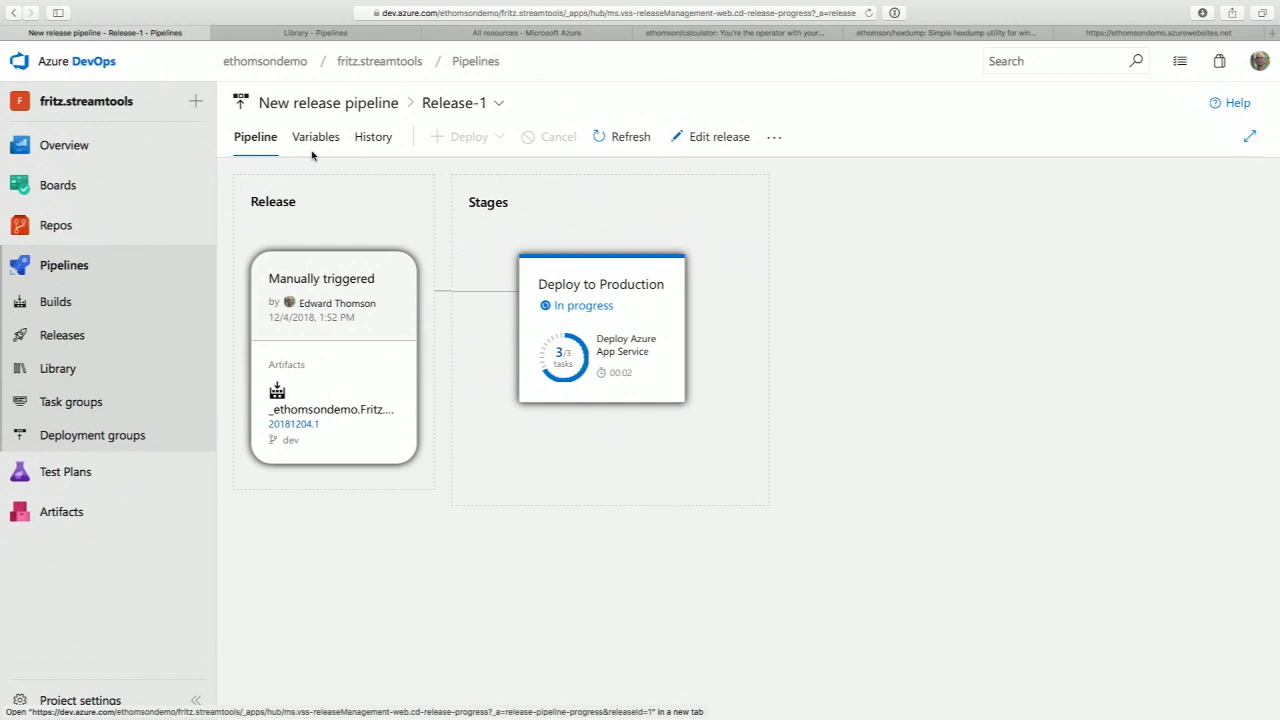 dev.azure.com/ethomsondemo/fritz.streamtools/_apps/hub/ms.vss-releaseManagement-web.cd-release-progress?_a=release
New release pipeline - Release-1 - Pipelines
Library - Pipelines
All resources - Microsoft Azure
ethomson/calculator: You're the operator with your...
ethomson/hexdump: Simple hexdump utility for win...
https://ethomsondemo.azurewebsites.net
Azure DevOps
ethomsondemo / fritz.streamtools / Pipelines
Search
F fritz.streamtools
New release pipeline > Release-1
Help
Pipeline Variables History
Deploy Cancel Refresh Edit release ...
Overview
Boards
Repos
Pipelines
Builds
Releases
Library
Task groups
Deployment groups
Test Plans
Artifacts
Release
Manually triggered
by Edward Thomson
12/4/2018, 1:52 PM
Artifacts
_ethomsondemo.Fritz....
20181204.1
dev
Stages
Deploy to Production
In progress
3/3
tasks
Deploy Azure
App Service
00:02
Project settings
Open "https://dev.azure.com/ethomsondemo/fritz.streamtools/_apps/hub/ms.vss-releaseManagement-web.cd-release-progress?_a=release-pipeline-progress&releaseId=1" in a new tab